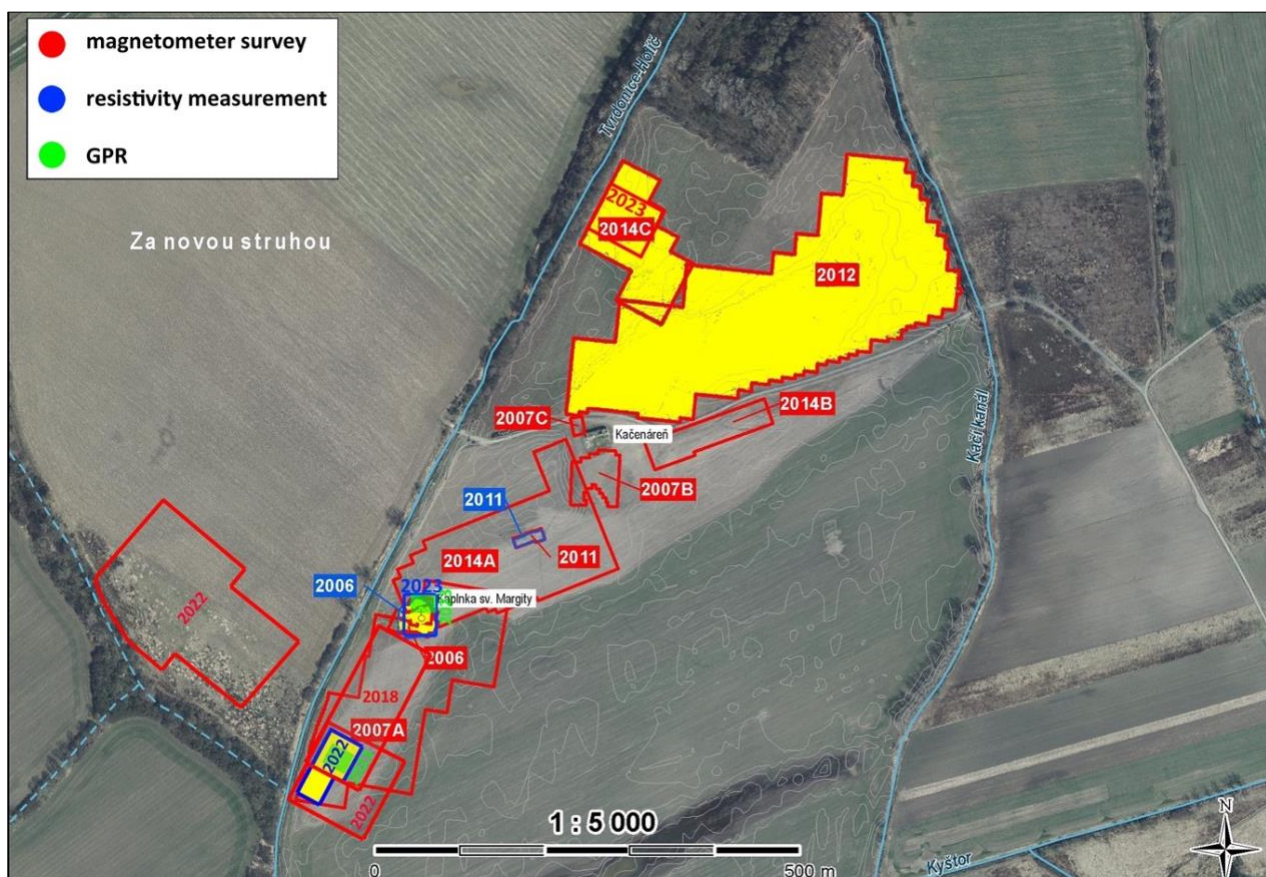 magnetometer survey
resistivity measurement
GPR
Tvrdonice-Holíč
Za novou struhou
2023
2014C
2012
2007C
2014B
Kačenáreň
Kačí kanál
2007B
2011
2011
2014A
2006
2023
Kaplnka sv. Margity
2022
2006
2018
2007A
2022
2022
1 : 5 000
0
500 m
N
Kyštor